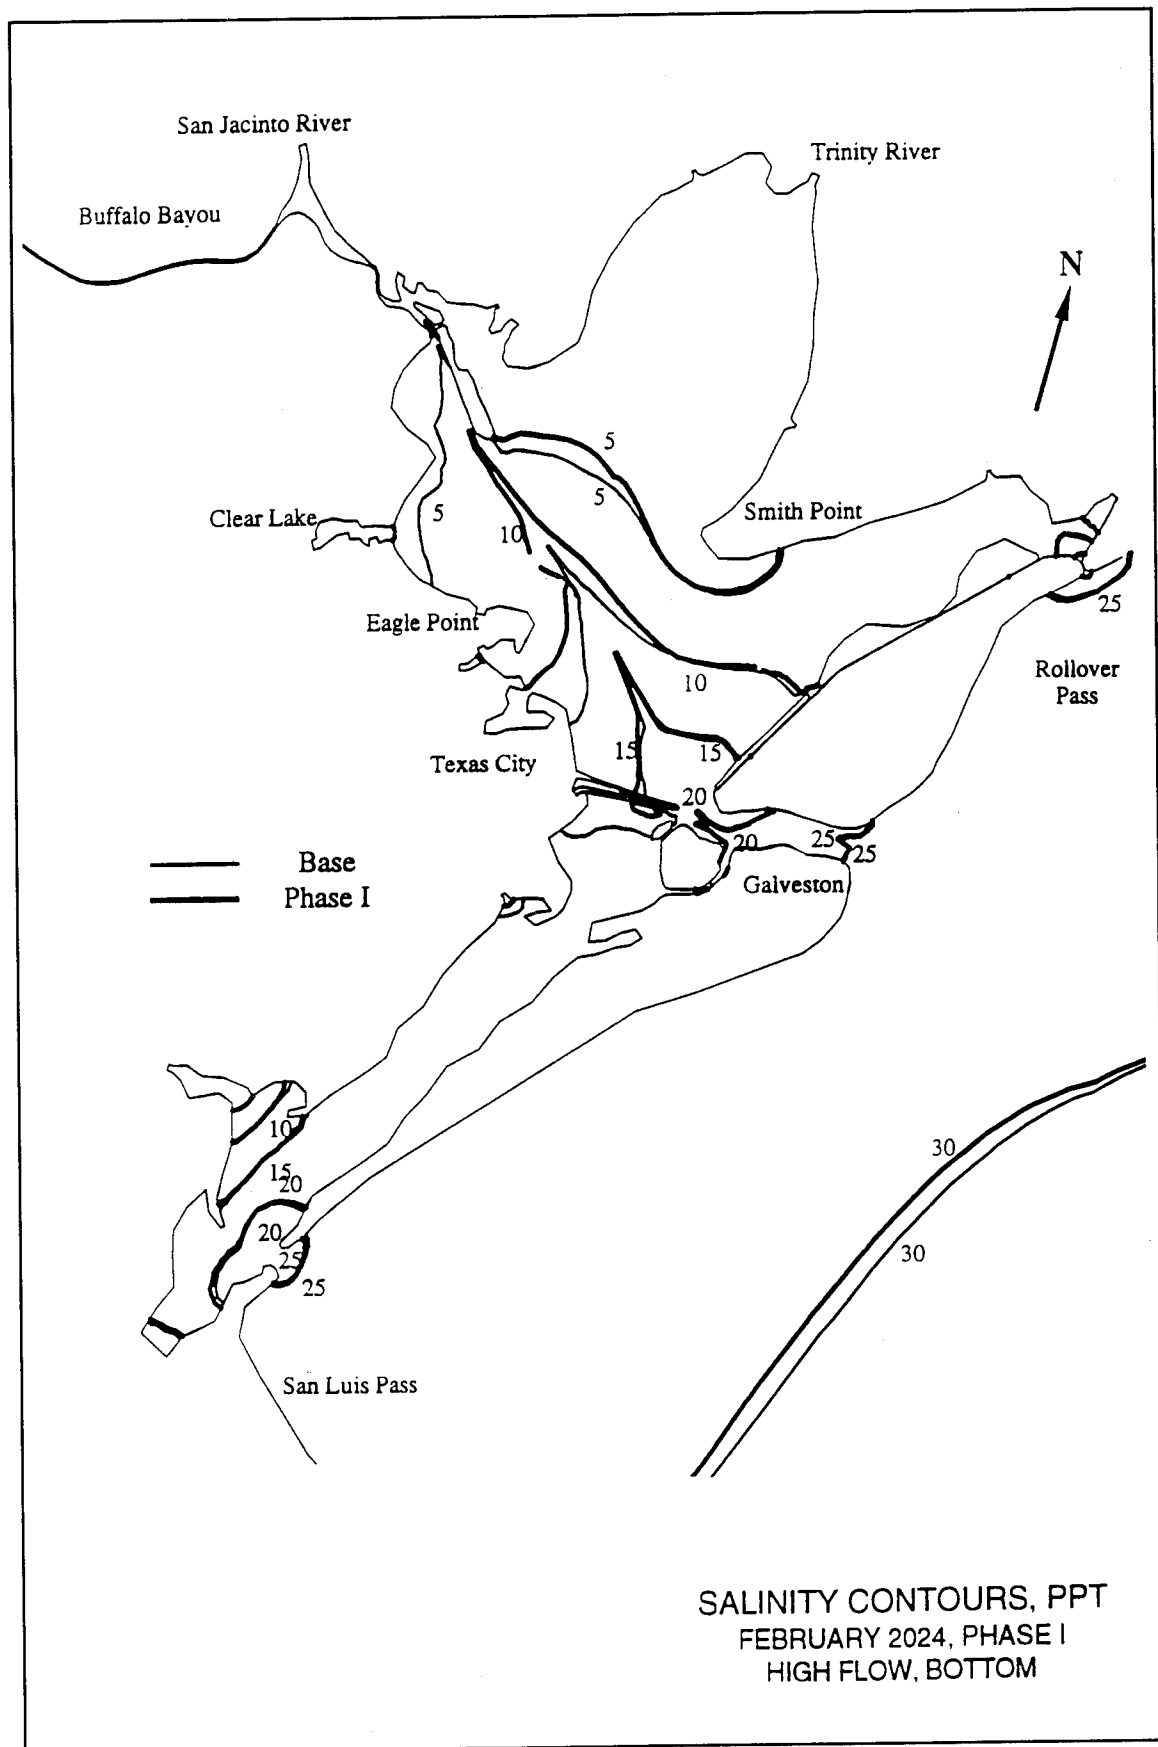 San Jacinto River
Trinity River
Buffalo Bayou
N
5
5
Smith Point
Clear Lake
5
10
25
Eagle Point
Rollover
Pass
10
15
15
Texas City
20
20
25
25
Base
Galveston
Phase I
10
30
15
20
20
30
25
25
San Luis Pass
SALINITY CONTOURS, PPT
FEBRUARY 2024, PHASE I
HIGH FLOW, BOTTOM